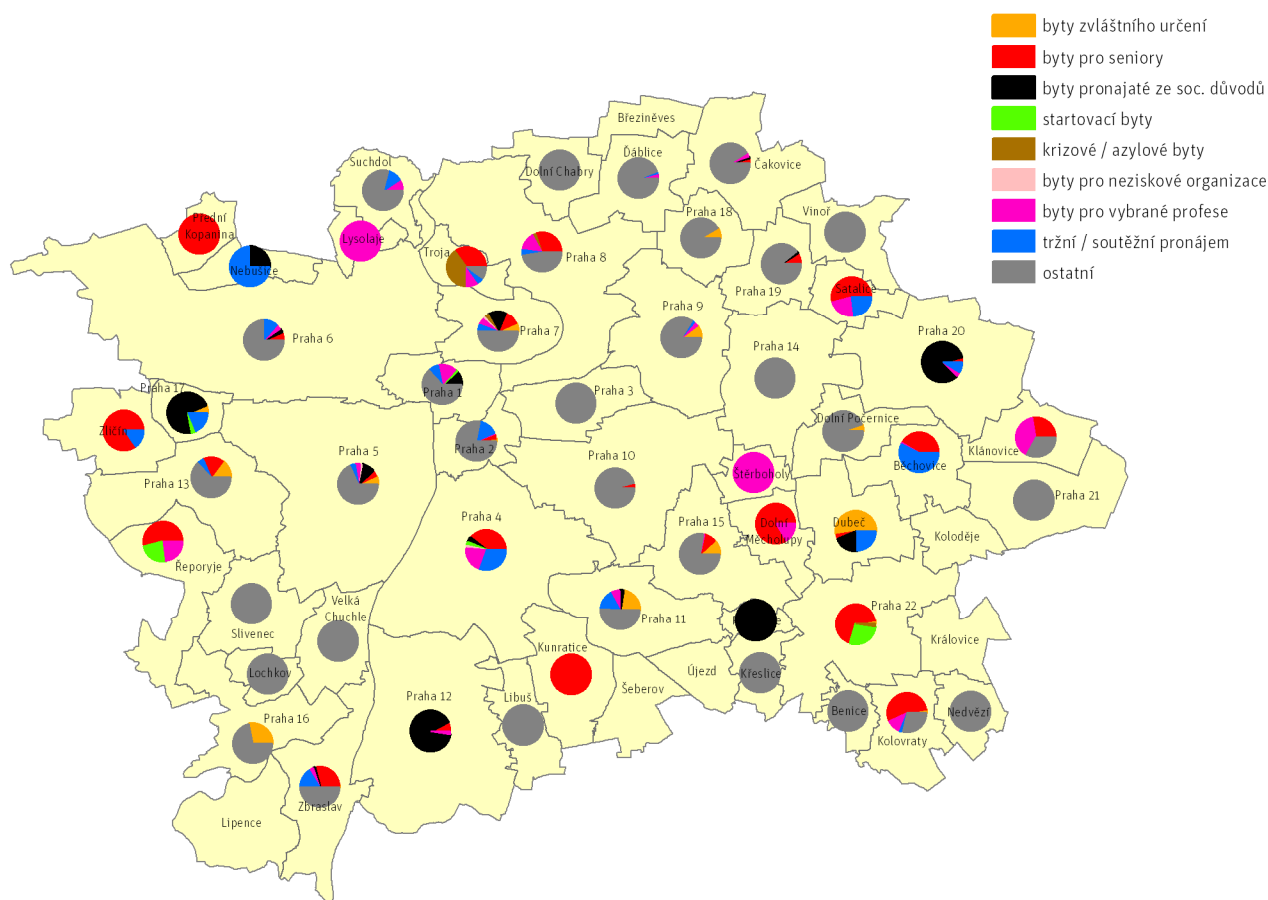 byty zvláštního určení
byty pro seniory
byty pronajaté ze soc. důvodů
startovací byty
krizové / azylové byty
byty pro neziskové organizace
byty pro vybrané profese
tržní / soutěžní pronájem
ostatní
Březiněves
Ďáblice
Čakovice
Dolní Chabry
Suchdol
Přední
Kopanina
Lysolaje
Nebušice
Troja
Praha 8
Praha 18
Vinoř
Praha 19
Satalice
Praha 6
Praha 7
Praha 9
Praha 14
Praha 20
Praha 17
Praha 1
Praha 3
Dolní Počernice
Zličín
Praha 2
Klánovice
Běchovice
Praha 5
Praha 10
Štěrboholy
Praha 13
Praha 21
Praha 4
Praha 15
Dolní
Měcholupy
Dubeč
Koloděje
Řeporyje
Velká
Chuchle
Slivenec
Praha 11
Praha 22
Královice
Kunratice
Lochkov
Křeslice
Újezd
Šeberov
Praha 12
Libuš
Praha 16
Benice
Nedvězí
Kolovraty
Zbraslav
Lipence